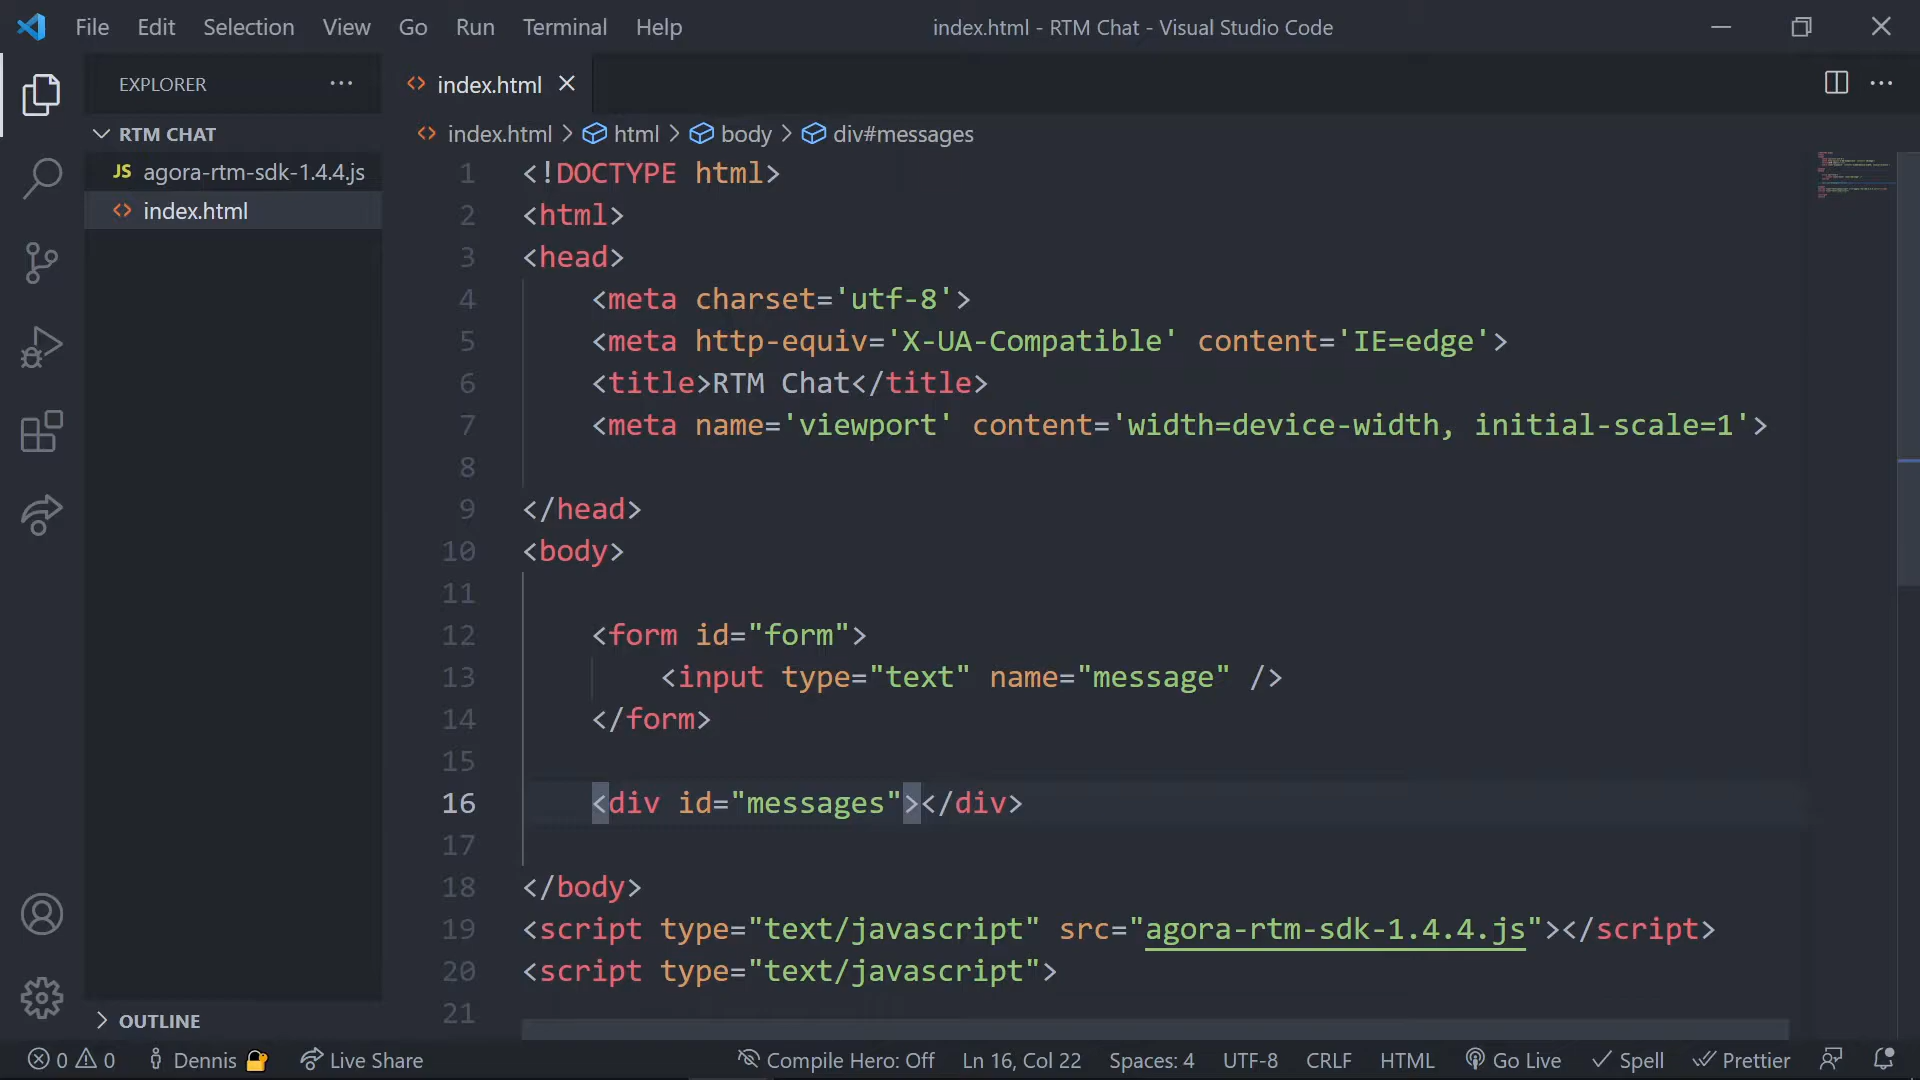 File Edit Selection View Go Run Terminal Help index.html - RTM Chat - Visual Studio Code
EXPLORER
index.html
RTM CHAT
JS agora-rtm-sdk-1.4.4.js
index.html
index.html > html > body > div#messages
1 <!DOCTYPE html>
2 <html>
3 <head>
4 <meta charset='utf-8'>
5 <meta http-equiv='X-UA-Compatible' content='IE=edge'>
6 <title>RTM Chat</title>
7 <meta name='viewport' content='width=device-width, initial-scale=1'>
8
9 </head>
10 <body>
11
12 <form id="form">
13 <input type="text" name="message" />
14 </form>
15
16 <div id="messages"></div>
17
18 </body>
19 <script type="text/javascript" src="agora-rtm-sdk-1.4.4.js"></script>
20 <script type="text/javascript">
21
OUTLINE
0 0 Dennis Live Share Compile Hero: Off Ln 16, Col 22 Spaces: 4 UTF-8 CRLF HTML Go Live Spell Prettier